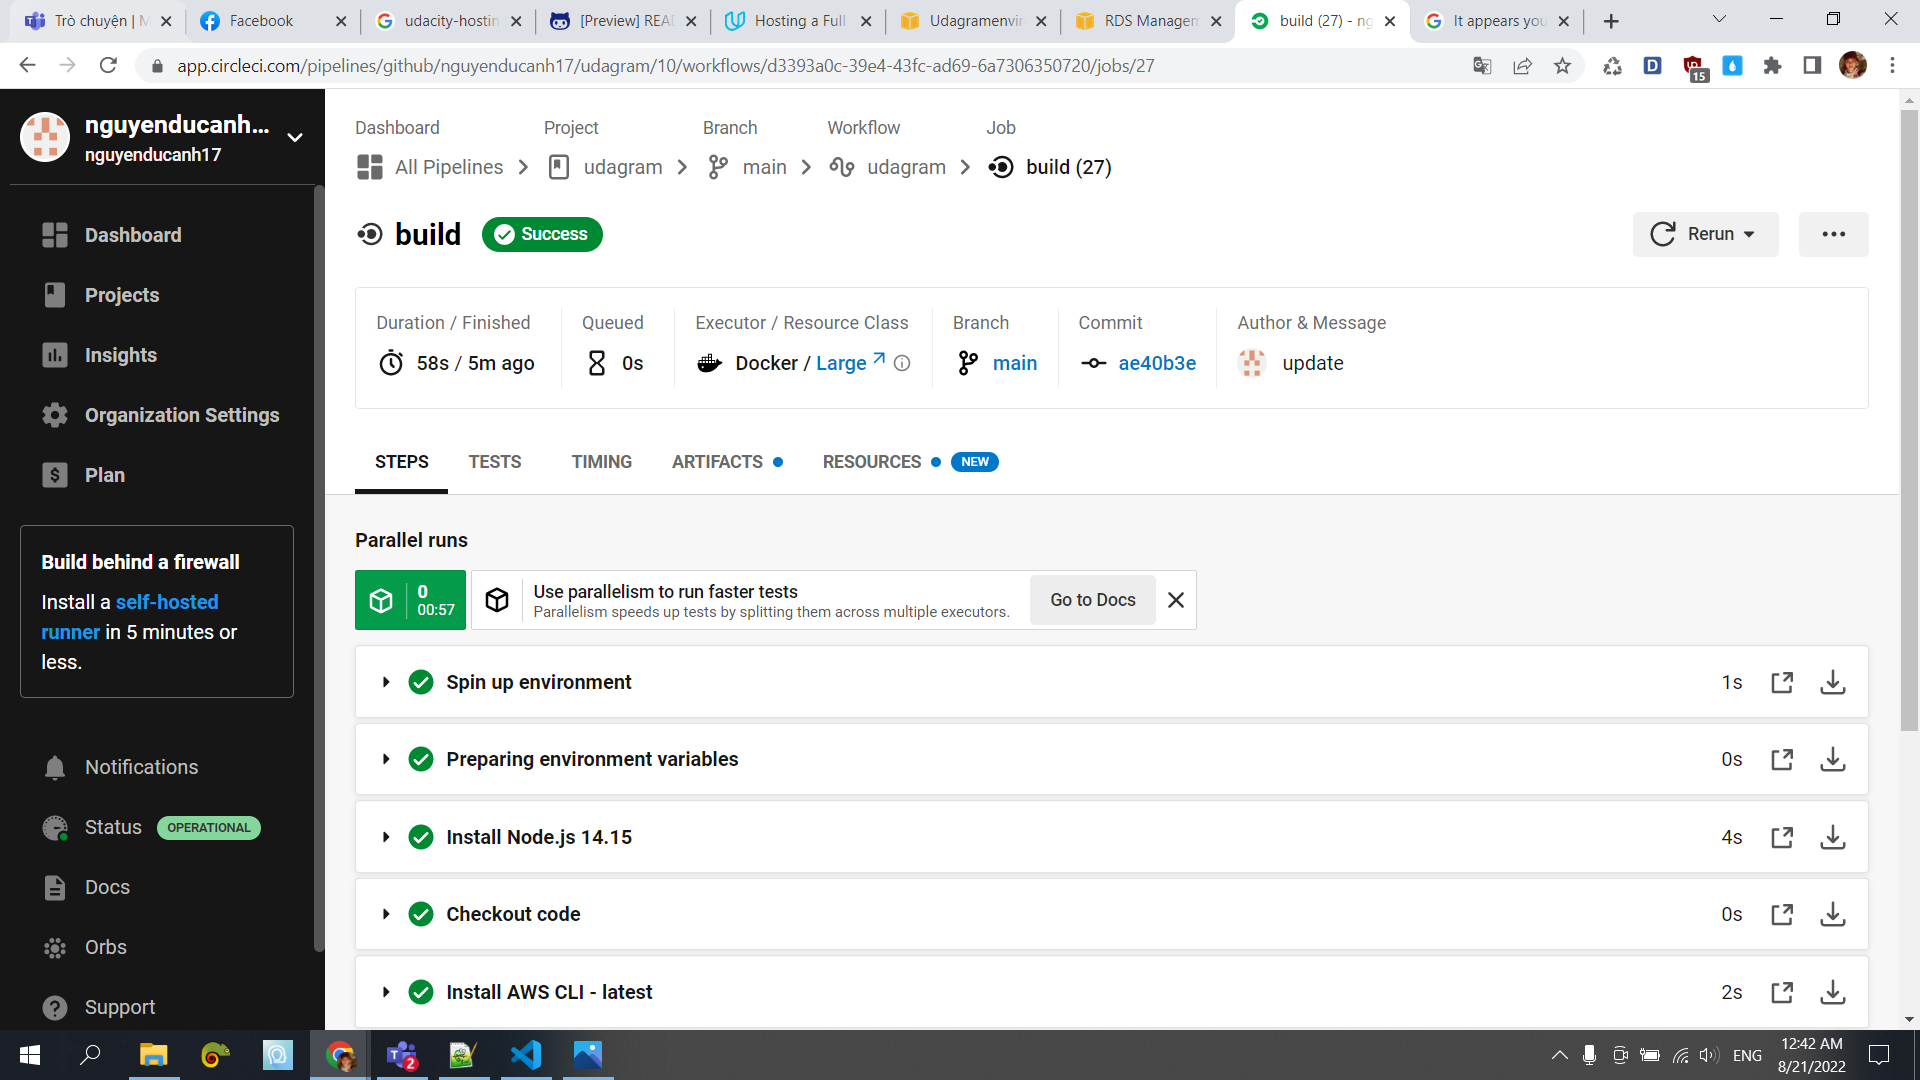 Trò chuyện | M
Facebook
udacity-hostin
[Preview] REA
Hosting a Full
Udagramenvir
RDS Managem
build (27) - ng
It appears you
app.circleci.com/pipelines/github/nguyenducanh17/udagram/10/workflows/d3393a0c-39e4-43fc-ad69-6a7306350720/jobs/27
15
nguyenducanh...
nguyenducanh17
Dashboard
Projects
Insights
Organization Settings
Plan
Build behind a firewall
Install a self-hosted
runner in 5 minutes or
less.
Notifications
Status OPERATIONAL
Docs
Orbs
Support
Dashboard Project Branch Workflow Job
All Pipelines udagram main udagram build (27)
build Success
Rerun
Duration / Finished Queued Executor / Resource Class Branch Commit Author & Message
58s / 5m ago 0s Docker / Large main ae40b3e update
STEPS TESTS TIMING ARTIFACTS RESOURCES NEW
Parallel runs
0
00:57
Use parallelism to run faster tests
Parallelism speeds up tests by splitting them across multiple executors.
Go to Docs
Spin up environment 1s
Preparing environment variables 0s
Install Node.js 14.15 4s
Checkout code 0s
Install AWS CLI - latest 2s
2
ENG
12:42 AM
8/21/2022